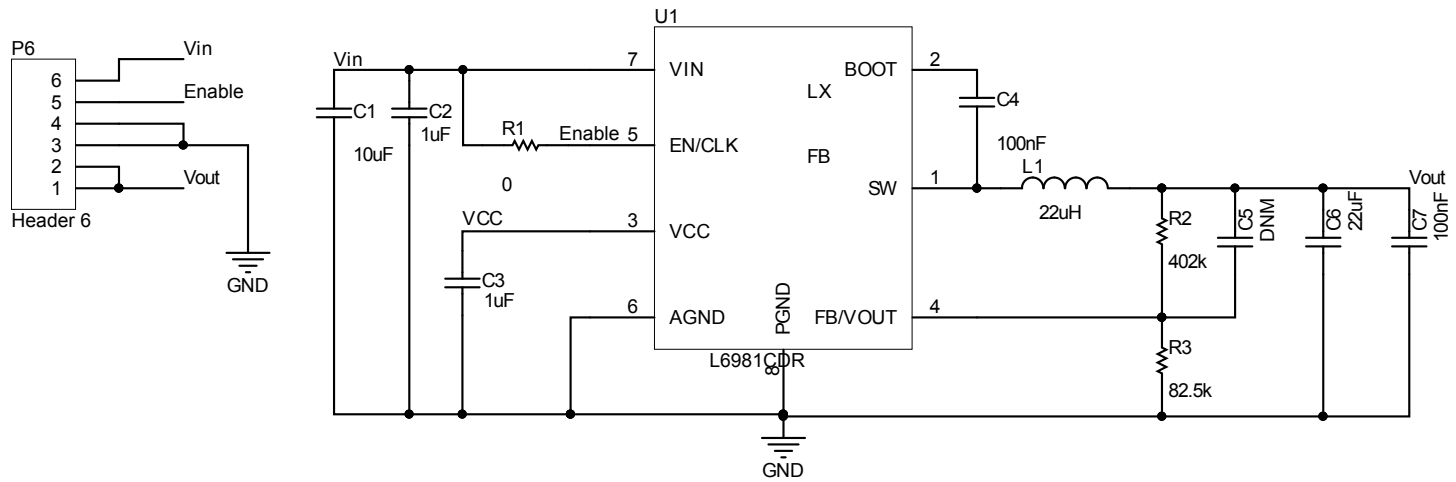 P6
Vin
6
Enable
5
4
3
2
Vout
1
Header 6
GND
U1
Vin
7
VIN
BOOT
2
LX
C4
100nF
C1
10uF
C2
1uF
R1
0
Enable
5
EN/CLK
FB
SW
1
L1
22uH
Vout
VCC
3
VCC
C3
1uF
R2
402k
C5
DNM
C6
22uF
C7
100nF
6
AGND
PGND
8
FB/VOUT
4
R3
82.5k
L6981CDR
GND